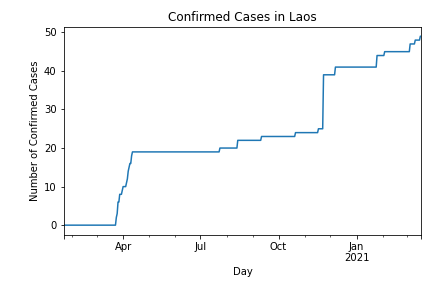 Confirmed Cases in Laos
50
40
30
20
10
0
Number of Confirmed Cases
Apr
Jul
Oct
Jan
2021
Day